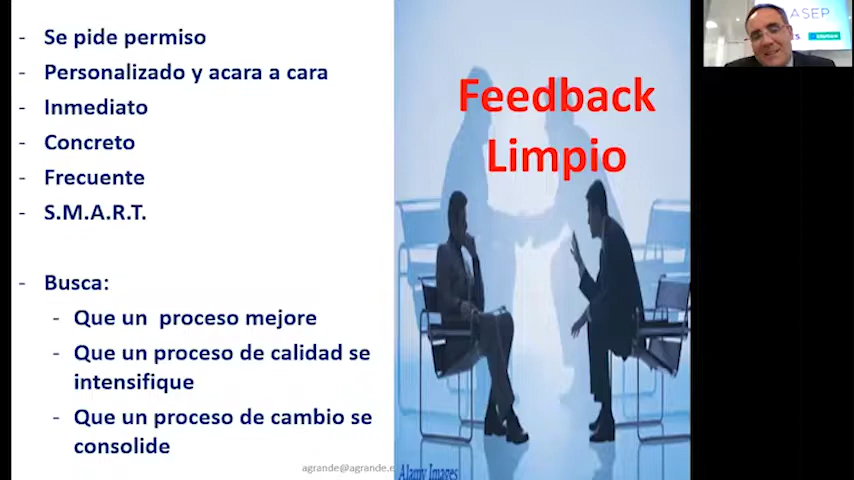 - Se pide permiso
- Personalizado y acara a cara
- Inmediato
- Concreto
- Frecuente
- S.M.A.R.T.
- Busca:
- Que un proceso mejore
- Que un proceso de calidad se
intensifique
- Que un proceso de cambio se
consolide
Feedback
Limpio
agrande@agrande.e
Alamy Images
ASEP